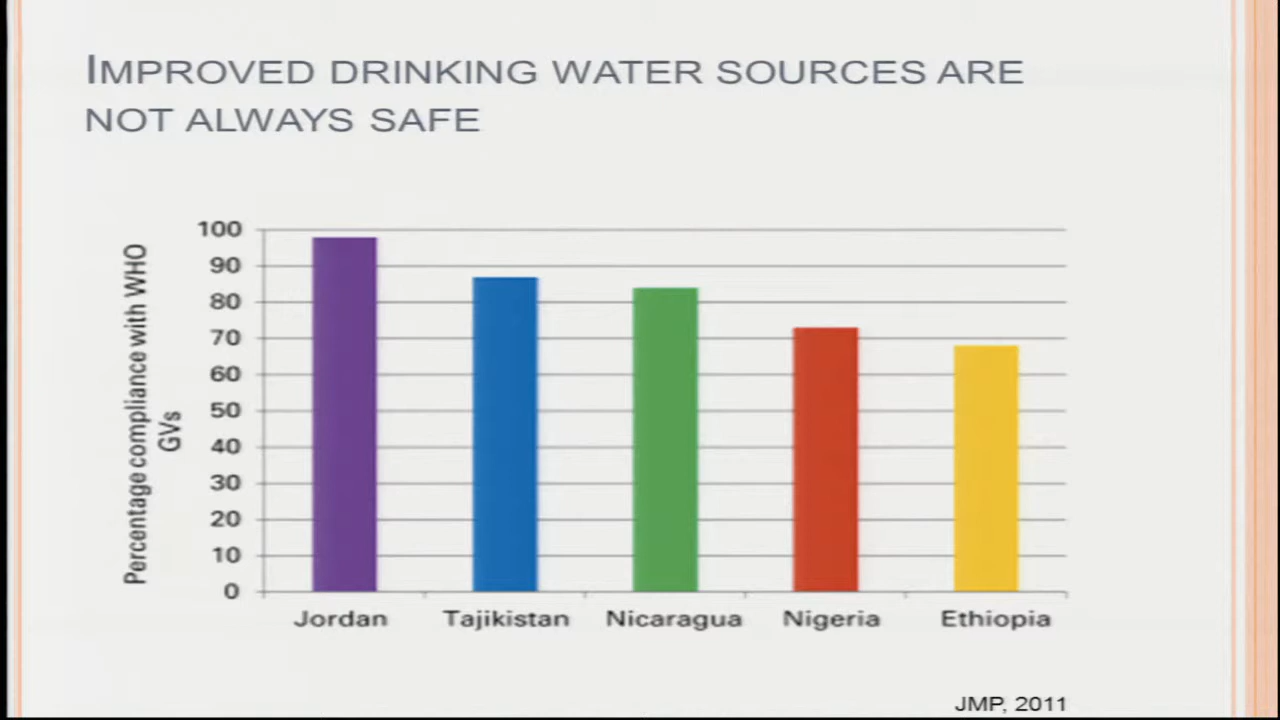 IMPROVED DRINKING WATER SOURCES ARE
NOT ALWAYS SAFE
Percentage compliance with WHO
GVs
100
90
80
70
60
50
40
30
20
10
0
Jordan Tajikistan Nicaragua Nigeria Ethiopia
JMP, 2011